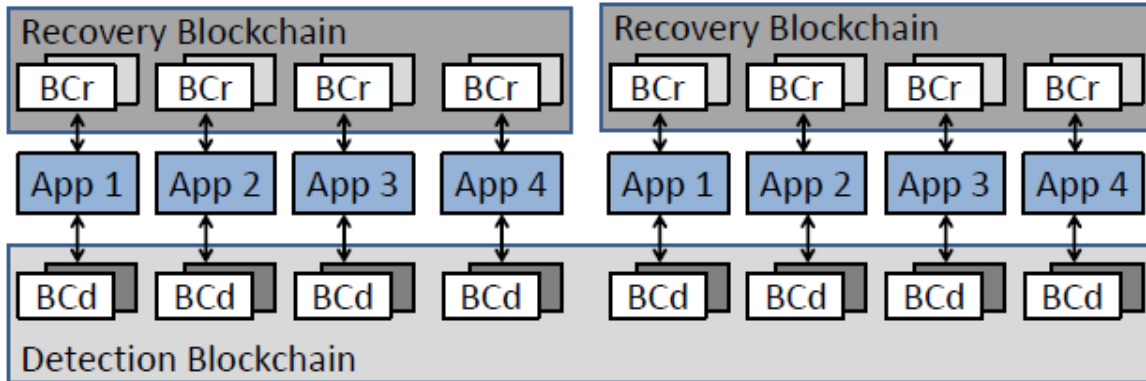 Recovery Blockchain
Recovery Blockchain
BCr BCr BCr BCr BCr BCr BCr BCr
App 1 App 2 App 3 App 4 App 1 App 2 App 3 App 4
BCd BCd BCd BCd BCd BCd BCd BCd
Detection Blockchain